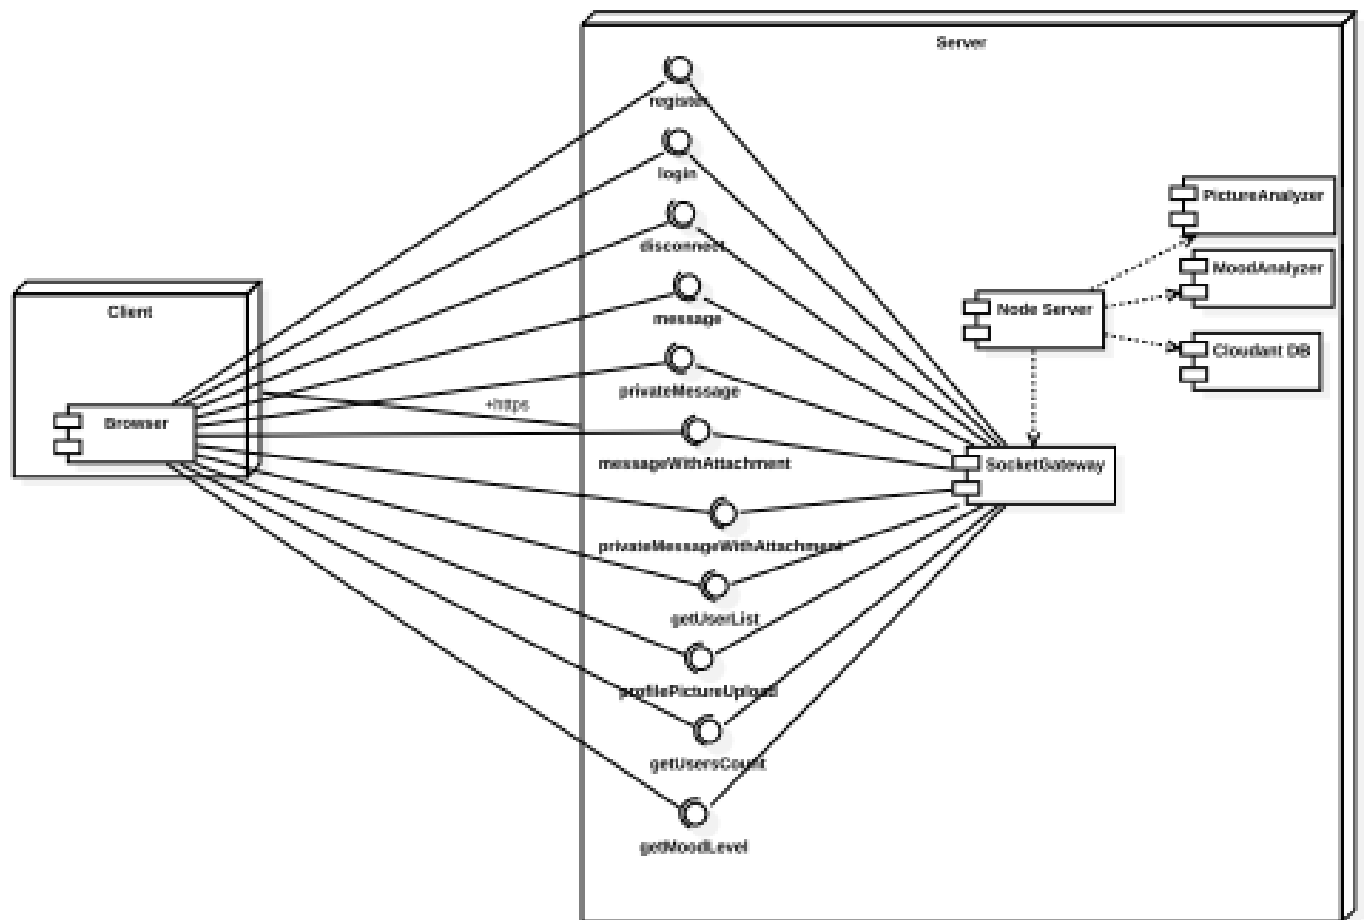 Server
register
login
PictureAnalyzer
disconnect
MoodAnalyzer
message
Node Server
Client
Cloudant DB
privateMessage
+https
Browser
messageWithAttachment
SocketGateway
privateMessageWithAttachment
getUserList
profilePictureUpload
getUsersCount
getMoodLevel